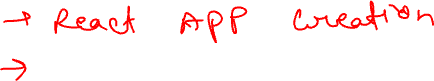 → React APP Creation
→